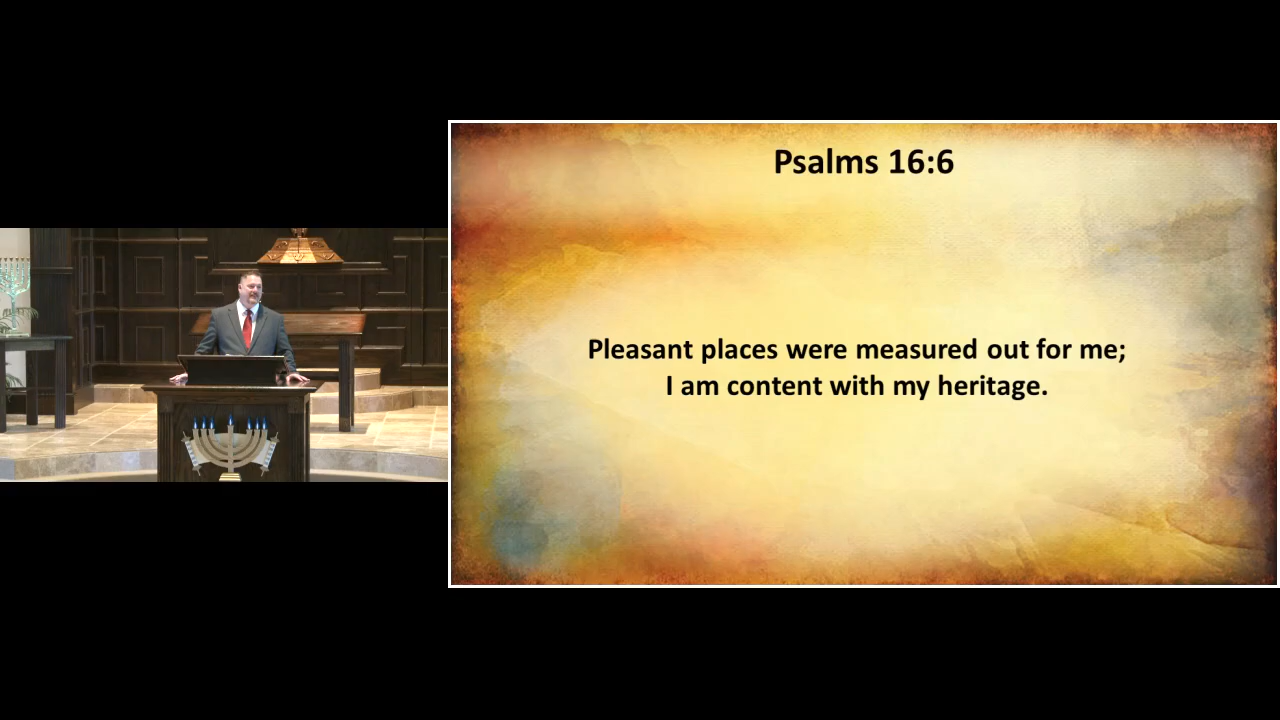 Psalms 16:6
Pleasant places were measured out for me;
I am content with my heritage.